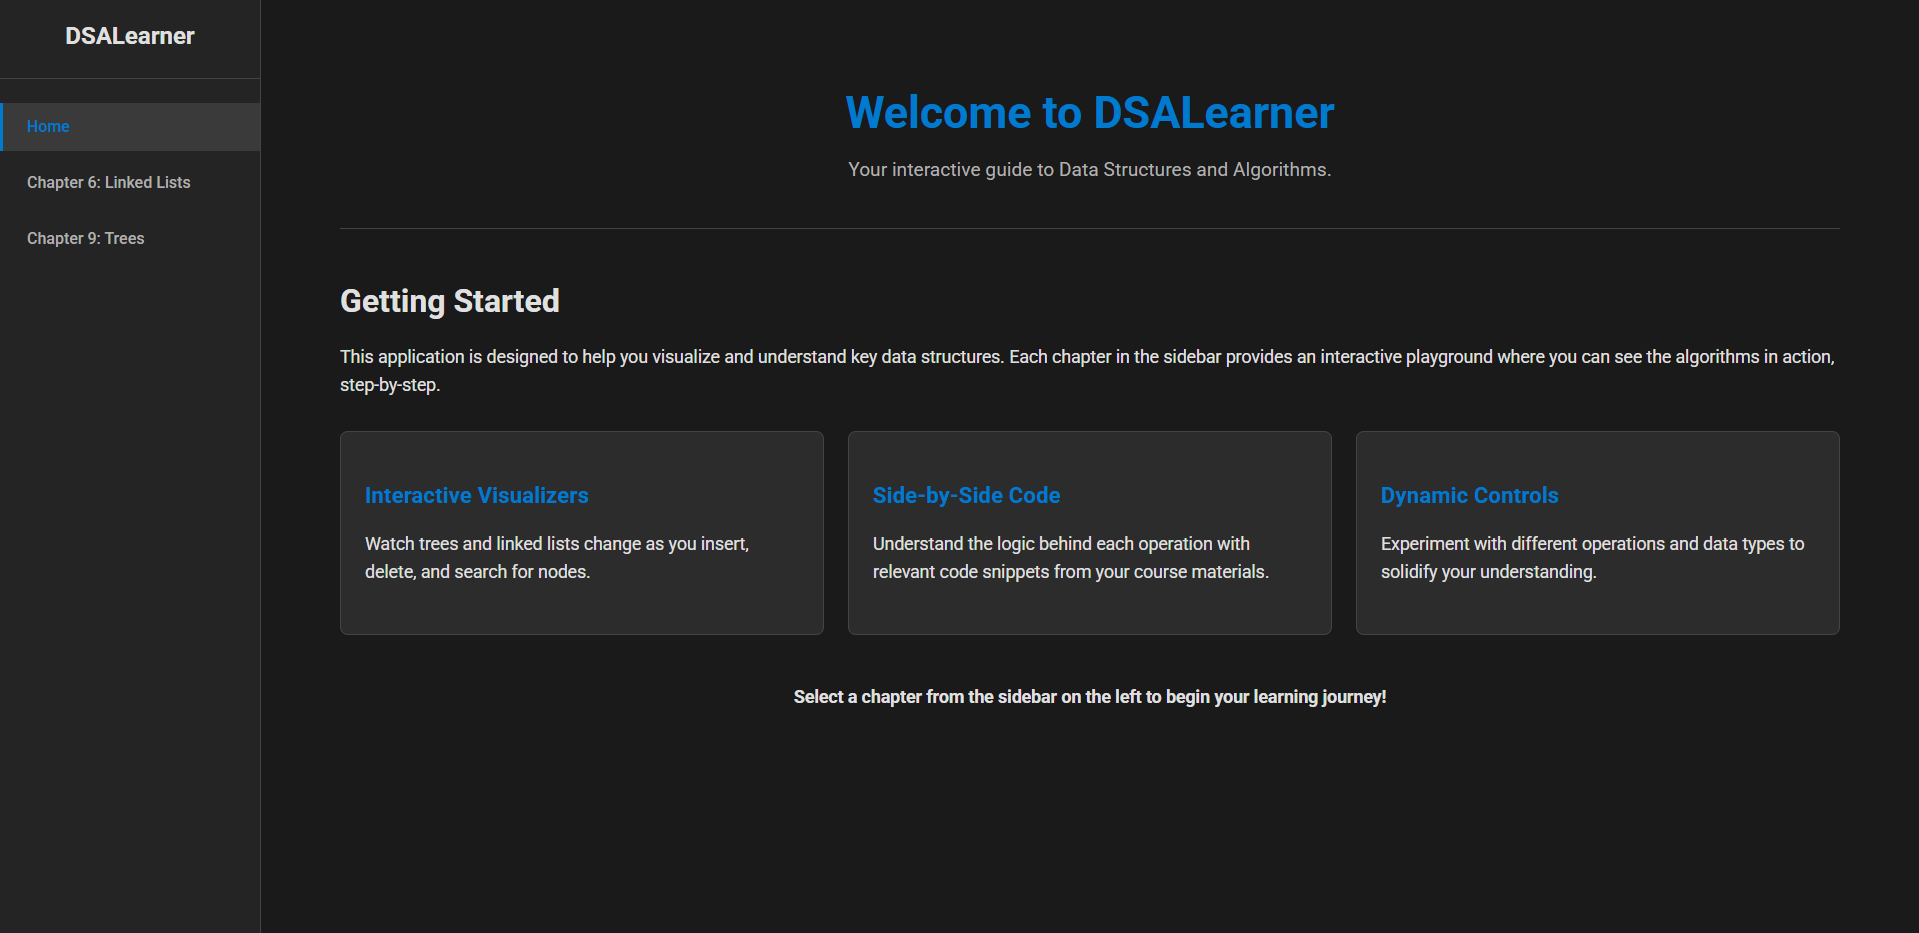 DSALearner
Home
Chapter 6: Linked Lists
Chapter 9: Trees
Welcome to DSALearner
Your interactive guide to Data Structures and Algorithms.
Getting Started
This application is designed to help you visualize and understand key data structures. Each chapter in the sidebar provides an interactive playground where you can see the algorithms in action,
step-by-step.
Interactive Visualizers
Watch trees and linked lists change as you insert,
delete, and search for nodes.
Side-by-Side Code
Understand the logic behind each operation with
relevant code snippets from your course materials.
Dynamic Controls
Experiment with different operations and data types to
solidify your understanding.
Select a chapter from the sidebar on the left to begin your learning journey!